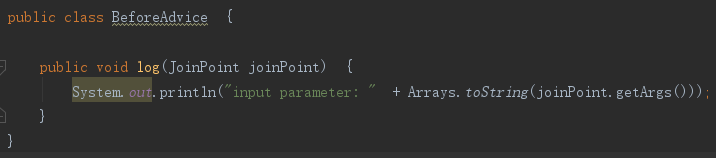 public class BeforeAdvice {
public void log(JoinPoint joinPoint) {
System.out.println("input parameter: " + Arrays.toString(joinPoint.getArgs()));
}
}